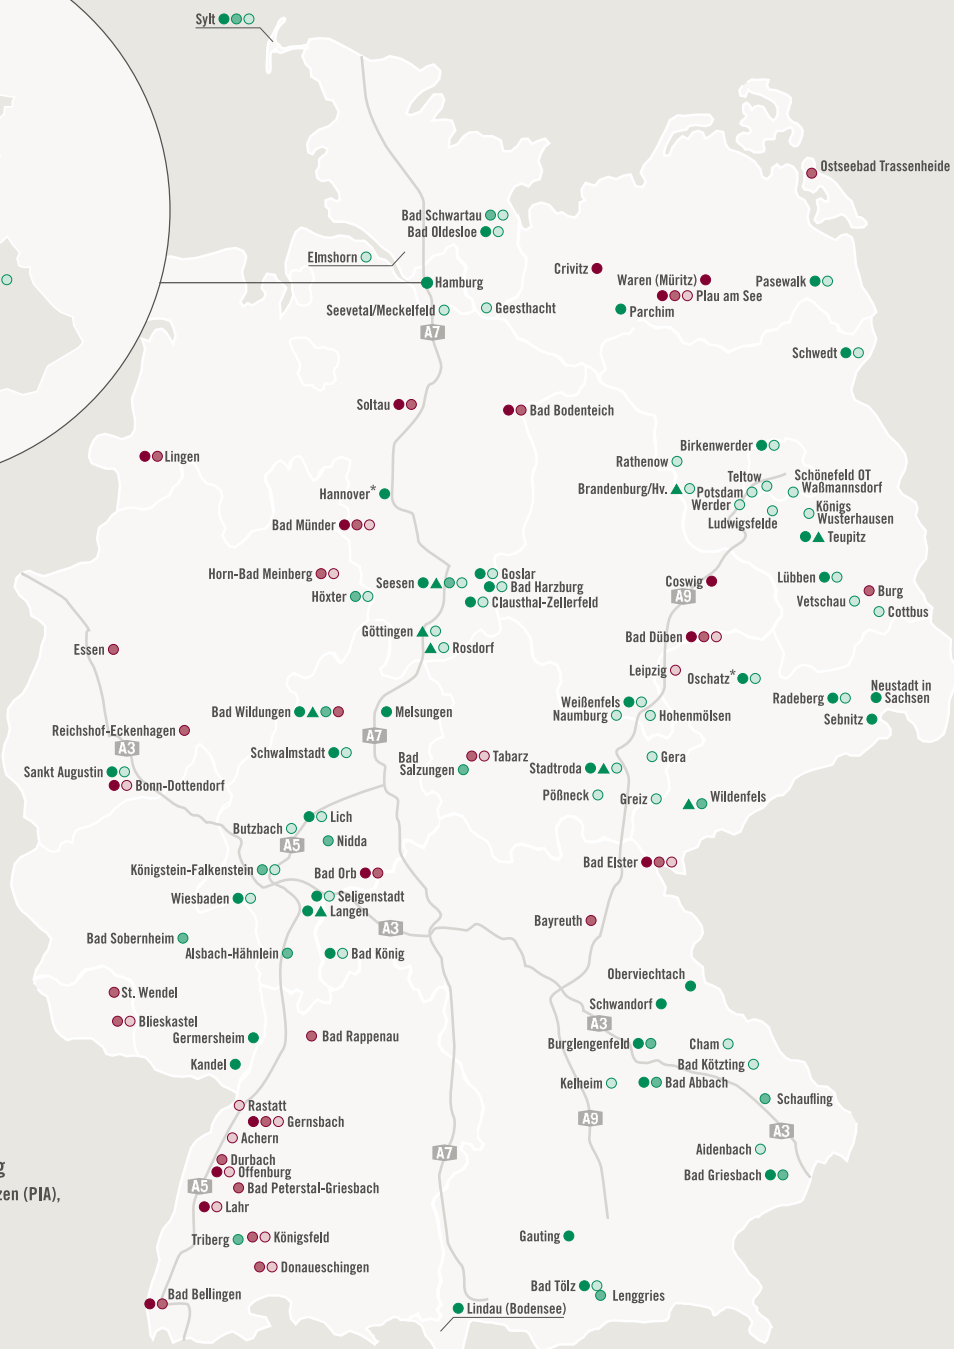 Sylt
Ostseebad Trassenheide
Bad Schwartau
Bad Oldesloe
Elmshorn
Crivitz
Waren (Müritz)
Pasewalk
Hamburg
Plau am See
Seevetal/Meckelfeld
Geesthacht
Parchim
A7
Schwedt
Soltau
Bad Bodenteich
Birkenwerder
Lingen
Rathenow
Teltow
Schönefeld OT
Waßmannsdorf
Hannover*
Brandenburg/Hv.
Potsdam
Werder
Königs
Wusterhausen
Bad Münder
Ludwigsfelde
Teupitz
Horn-Bad Meinberg
Seesen
Goslar
Coswig
Lübben
Bad Harzburg
Burg
Höxter
Clausthal-Zellerfeld
A9
Vetschau
Cottbus
Göttingen
Bad Düben
Essen
Rosdorf
Leipzig
Oschatz*
Neustadt in
Sachsen
Radeberg
Weißenfels
Bad Wildungen
Melsungen
Naumburg
Hohenmölsen
Sebnitz
Reichshof-Eckenhagen
A7
A3
Schwalmstadt
Bad
Salzungen
Tabarz
Gera
Sankt Augustin
Stadtroda
Bonn-Dottendorf
Pößneck
Greiz
Wildenfels
Lich
Butzbach
A5
Nidda
Bad Elster
Königstein-Falkenstein
Bad Orb
Wiesbaden
Seligenstadt
Langen
Bayreuth
A3
Bad Sobernheim
Alsbach-Hähnlein
Bad König
Oberviechtach
St. Wendel
Schwandorf
Blieskastel
A3
Germersheim
Bad Rappenau
Burglengenfeld
Cham
Kandel
Bad Kötzting
Kelheim
Bad Abbach
Schaufling
Rastatt
Gernsbach
A9
A3
Achern
Aidenbach
A7
Durbach
g
Offenburg
Bad Griesbach
A5
Bad Peterstal-Griesbach
zen (PIA),
Lahr
Triberg
Königsfeld
Gauting
Donaueschingen
Bad Tölz
Lenggries
Bad Bellingen
Lindau (Bodensee)